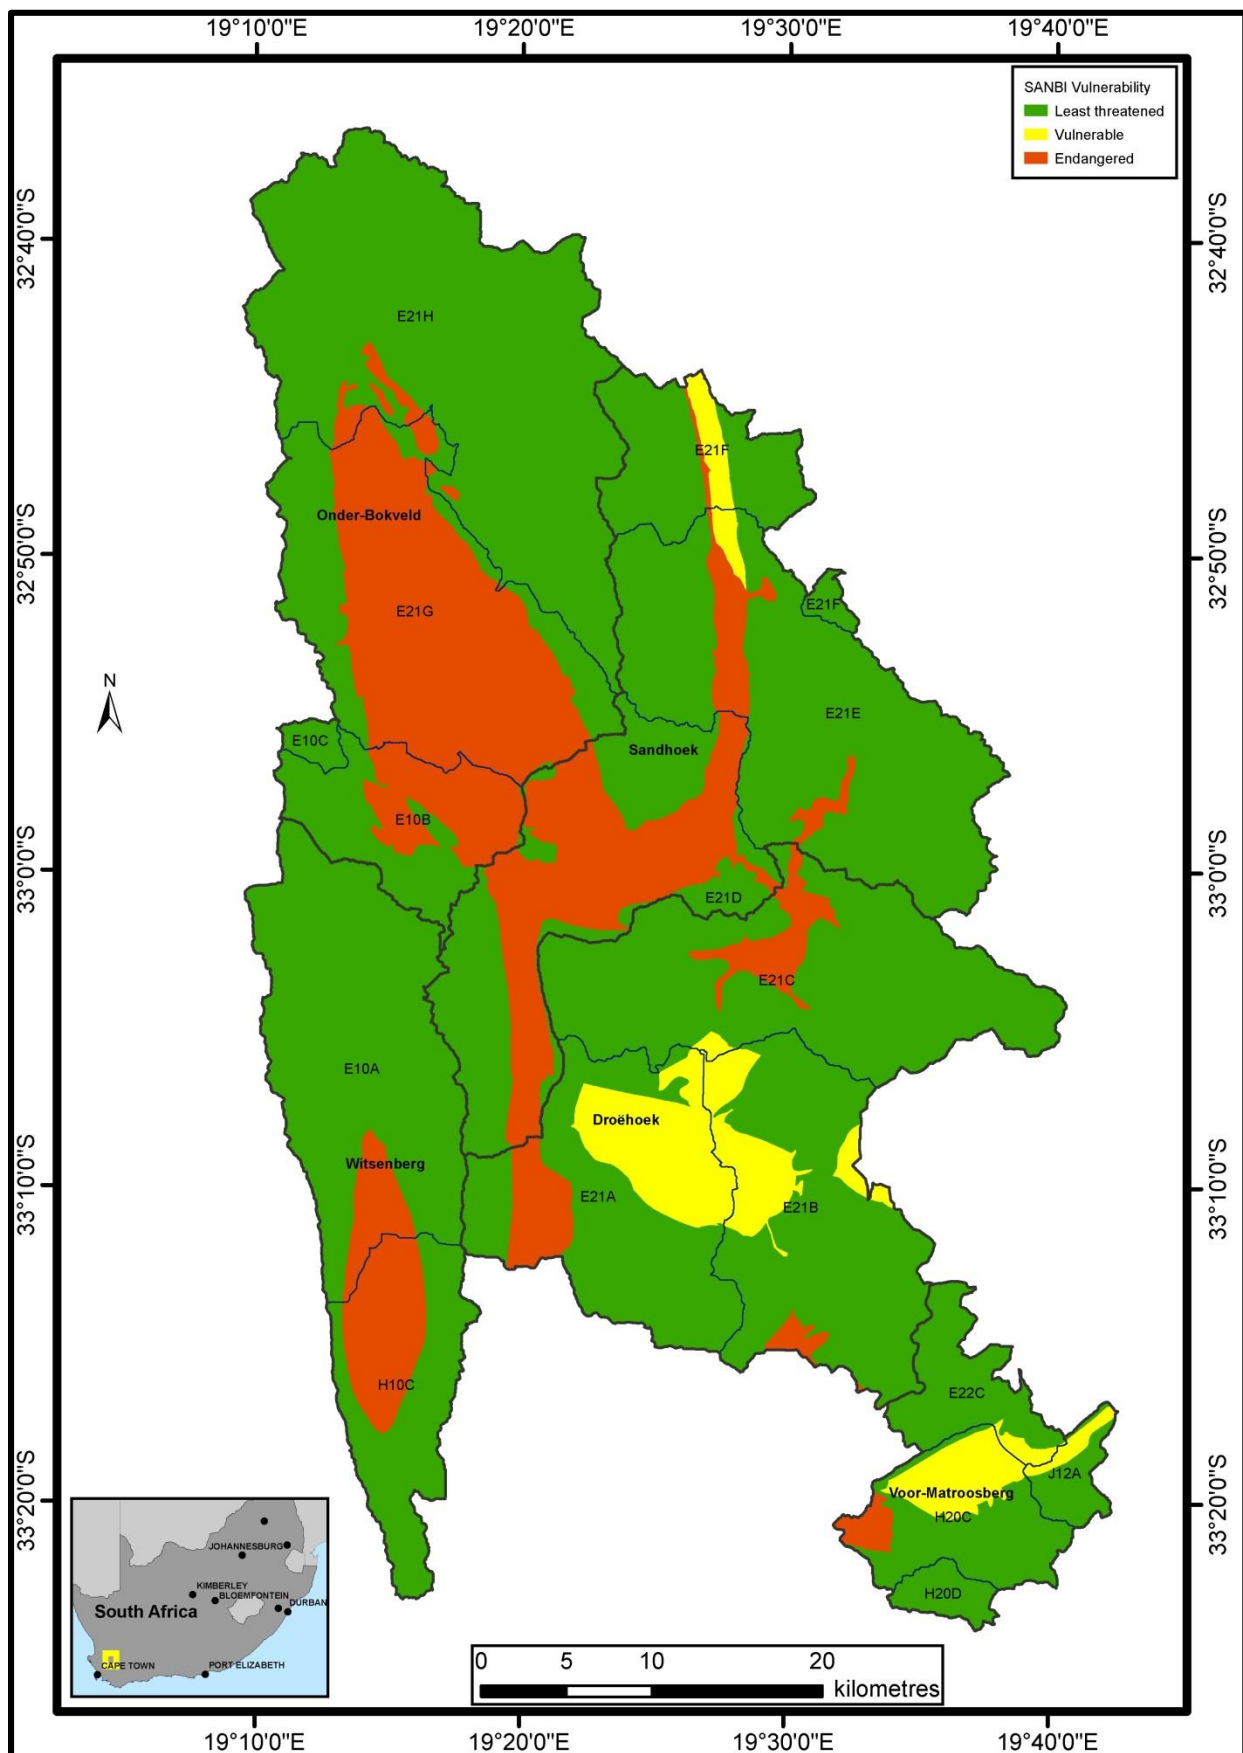 19°10'0"E 19°20'0"E 19°30'0"E 19°40'0"E
SANBI Vulnerability
Least threatened
Vulnerable
Endangered
32°40'0"S
32°40'0"S
E21H
E21F
Onder-Bokveld
32°50'0"S
32°50'0"S
E21G
E21F
N
E21E
E10C
Sandhoek
E10B
33°0'0"S
33°0'0"S
E21D
E21C
E10A
Droëhoek
Witsenberg
33°10'0"S
33°10'0"S
E21A
E21B
H10C
E22C
J12A
Voor-Matroosberg
33°20'0"S
33°20'0"S
H20C
H20D
JOHANNESBURG
KIMBERLEY
BLOEMFONTEIN
DURBAN
South Africa
CAPE TOWN
PORT ELIZABETH
0 5 10 20
kilometres
19°10'0"E 19°20'0"E 19°30'0"E 19°40'0"E